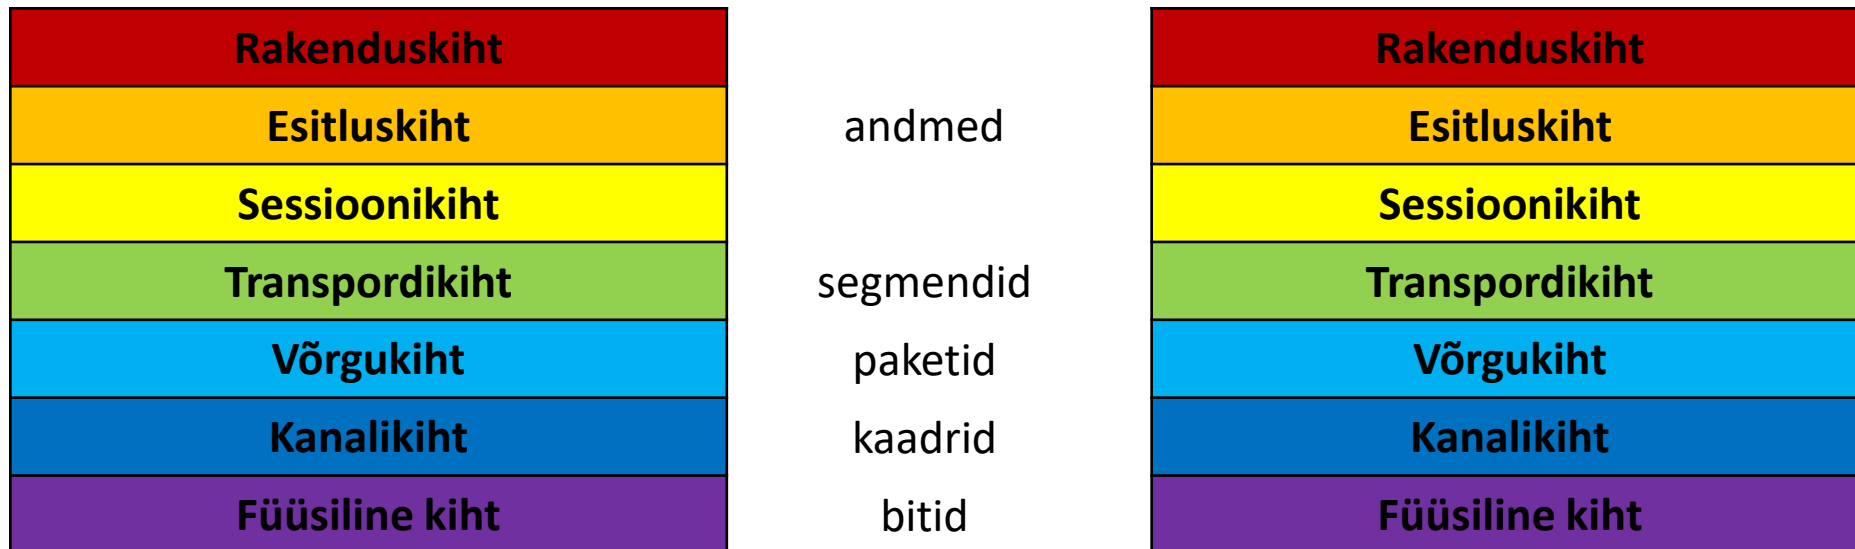 Rakenduskiht Rakenduskiht
Esitluskiht andmed Esitluskiht
Sessioonikiht Sessioonikiht
Transpordikiht segmendid Transpordikiht
Võrgukiht paketid Võrgukiht
Kanalikiht kaadrid Kanalikiht
Füüsiline kiht bitid Füüsiline kiht